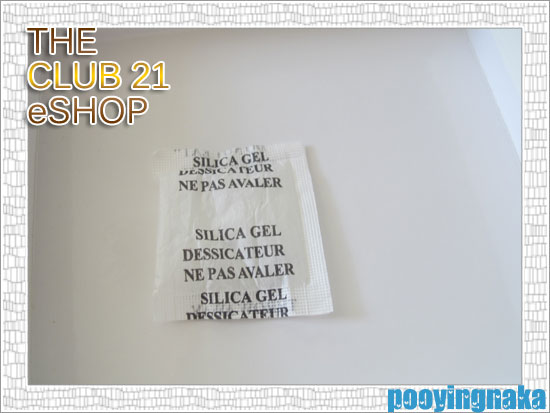 THE
CLUB 21
eSHOP
SILICA GEL
DESSICATEUR
NE PAS AVALER
SILICA GEL
DESSICATEUR
NE PAS AVALER
SILICA GEL
DESSICATEUR
pooyingnaka